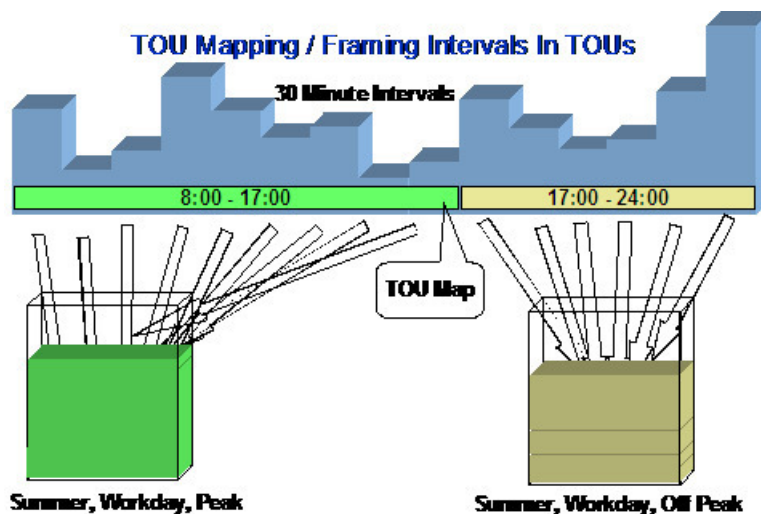 TOU Mapping / Framing Intervals In TOUs
30 Minute Intervals
8:00 - 17:00
17:00 - 24:00
TOU Map
Summer, Workday, Peak
Summer, Workday, Off Peak